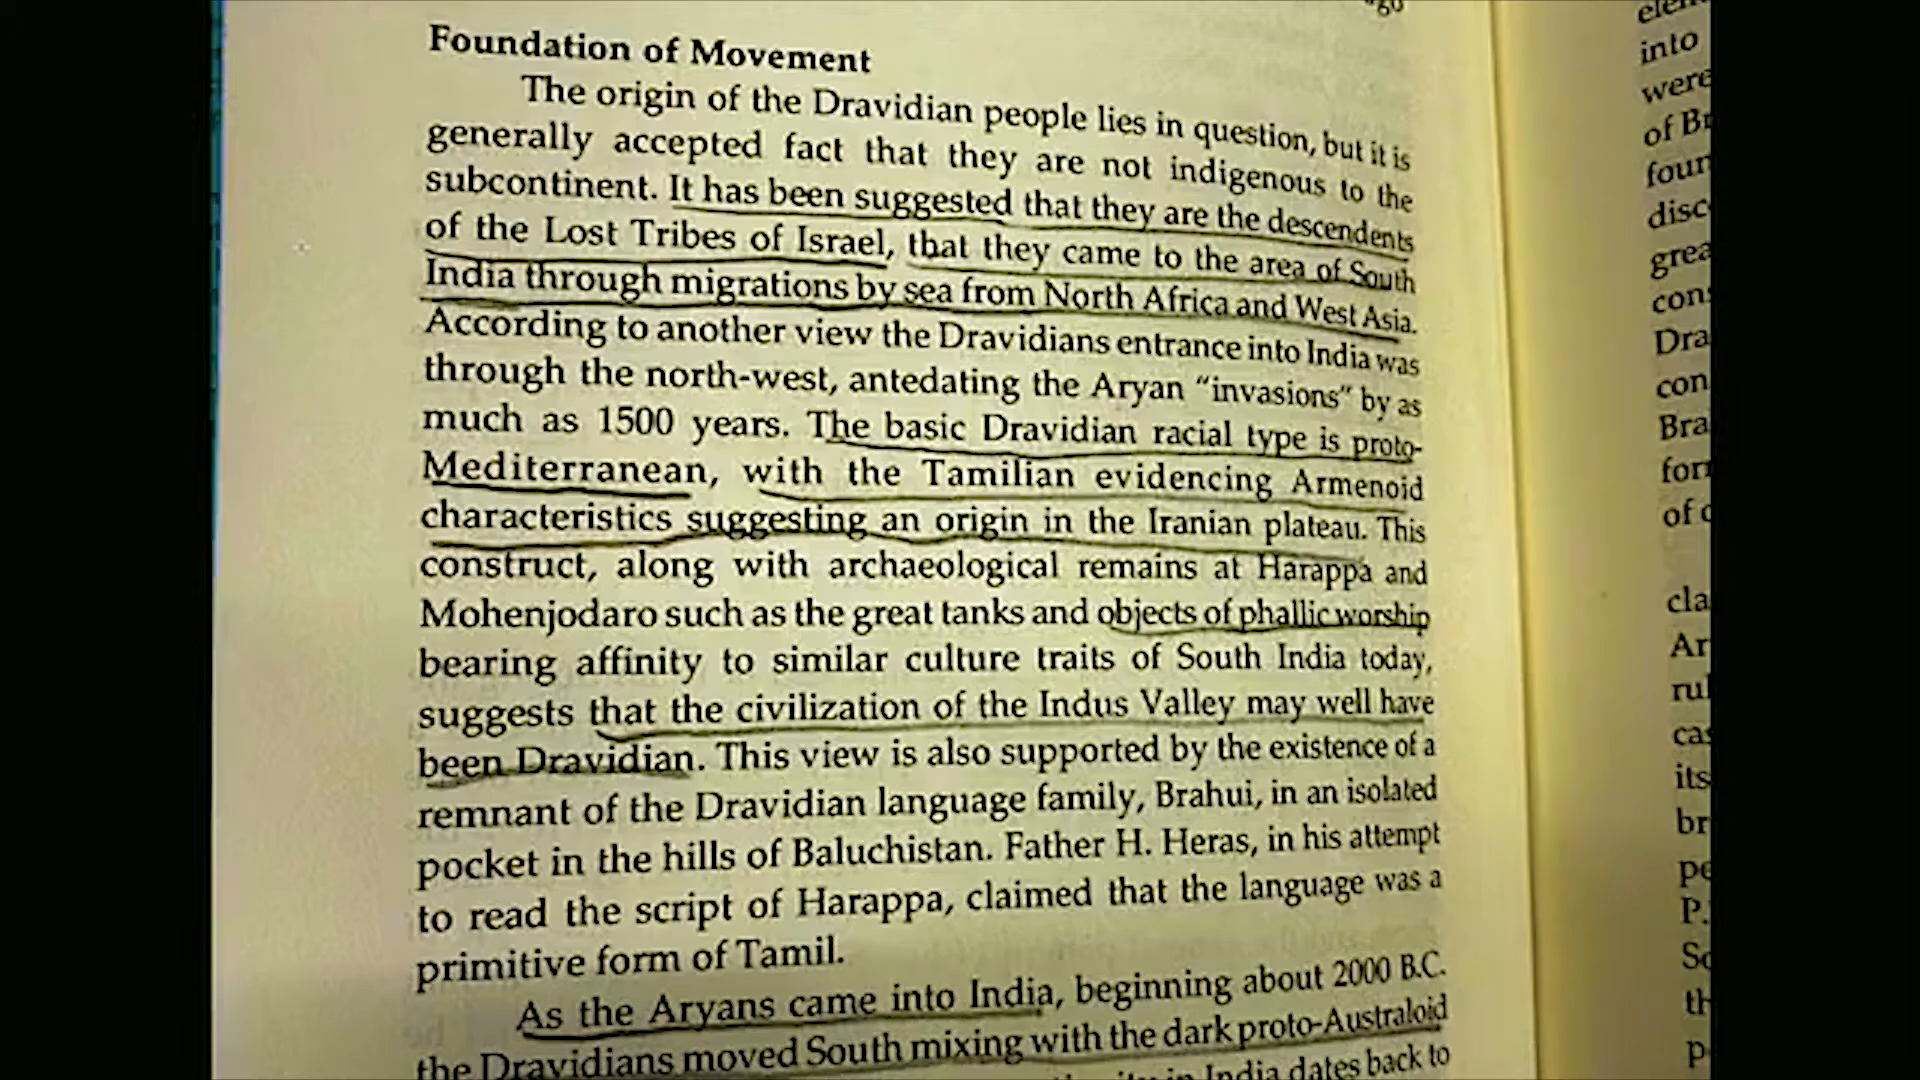 Foundation of Movement
The origin of the Dravidian people lies in question, but it is
generally accepted fact that they are not indigenous to the
subcontinent. It has been suggested that they are the descendents
of the Lost Tribes of Israel, that they came to the area of South
India through migrations by sea from North Africa and West Asia.
According to another view the Dravidians entrance into India was
through the north-west, antedating the Aryan “invasions” by as
much as 1500 years. The basic Dravidian racial type is proto-
Mediterranean, with the Tamilian evidencing Armenoid
characteristics suggesting an origin in the Iranian plateau. This
construct, along with archaeological remains at Harappa and
Mohenjodaro such as the great tanks and objects of phallic worship
bearing affinity to similar culture traits of South India today,
suggests that the civilization of the Indus Valley may well have
been Dravidian. This view is also supported by the existence of a
remnant of the Dravidian language family, Brahui, in an isolated
pocket in the hills of Baluchistan. Father H. Heras, in his attempt
to read the script of Harappa, claimed that the language was a
primitive form of Tamil.
As the Aryans came into India, beginning about 2000 B.C.
the Dravidians moved South mixing with the dark proto-Australoid
in India dates back to
into
were
of